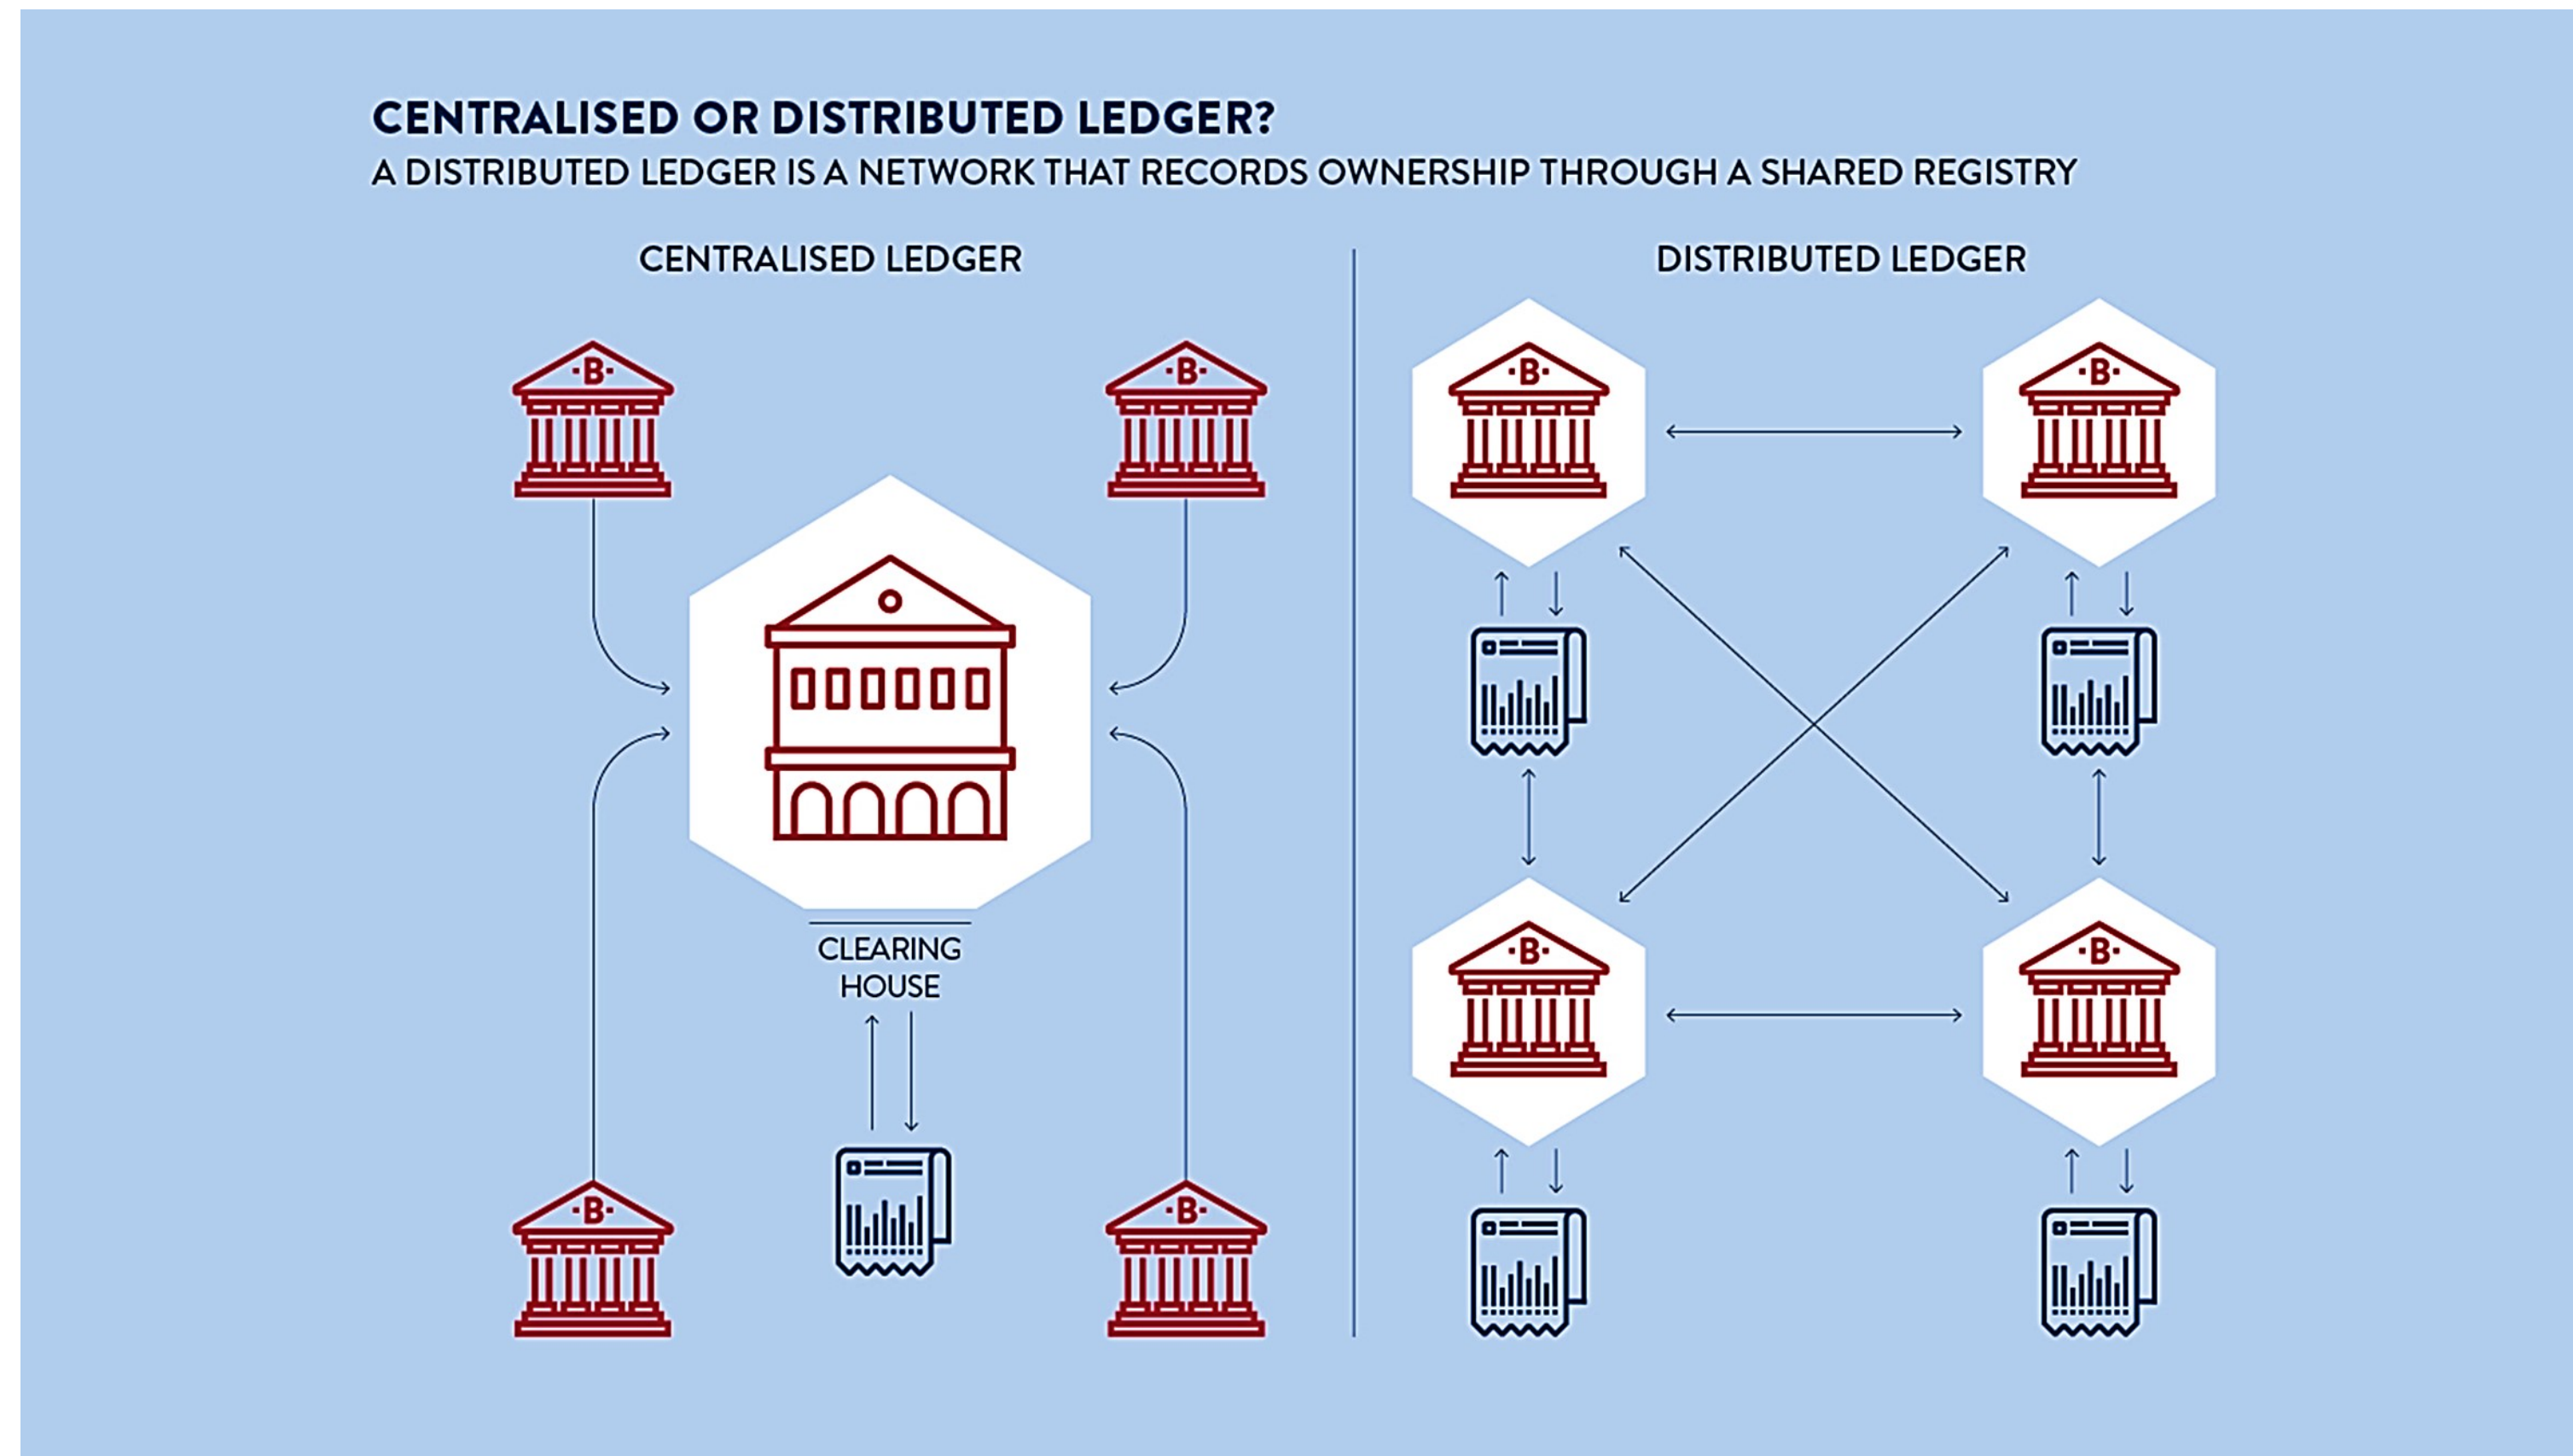 CENTRALISED OR DISTRIBUTED LEDGER?
A DISTRIBUTED LEDGER IS A NETWORK THAT RECORDS OWNERSHIP THROUGH A SHARED REGISTRY
CENTRALISED LEDGER
·B·
·B·
CLEARING
HOUSE
·B·
·B·
DISTRIBUTED LEDGER
·B·
·B·
·B·
·B·